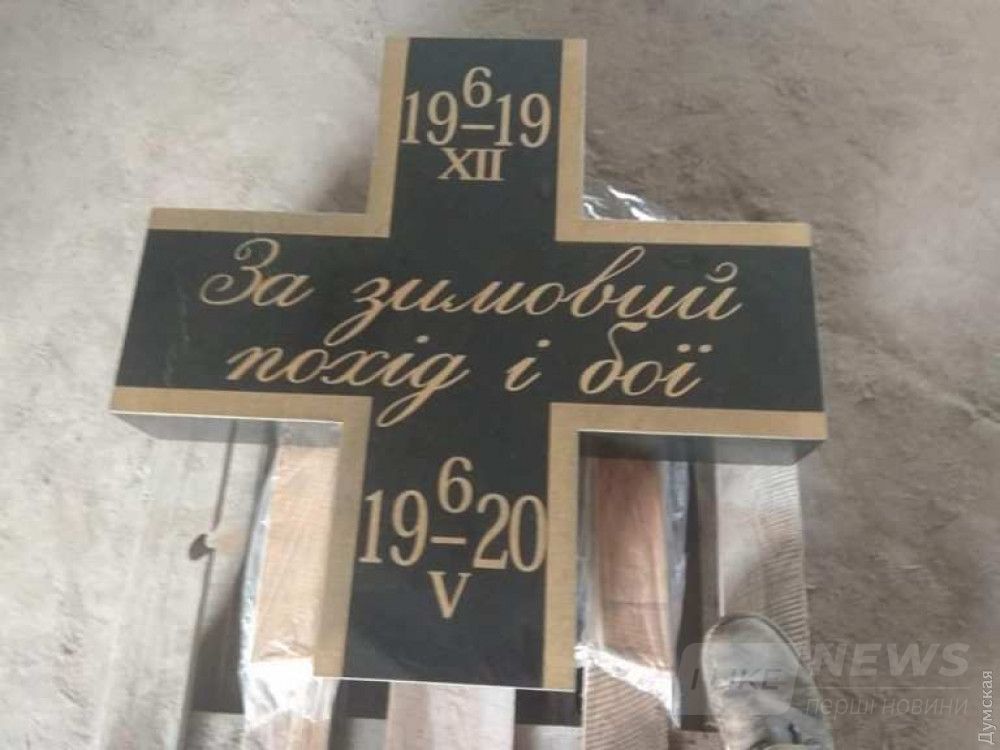 6
19–19
XII
За зимовий
похід і бої
6
19–20
V
NEWS
перші новини
Думская